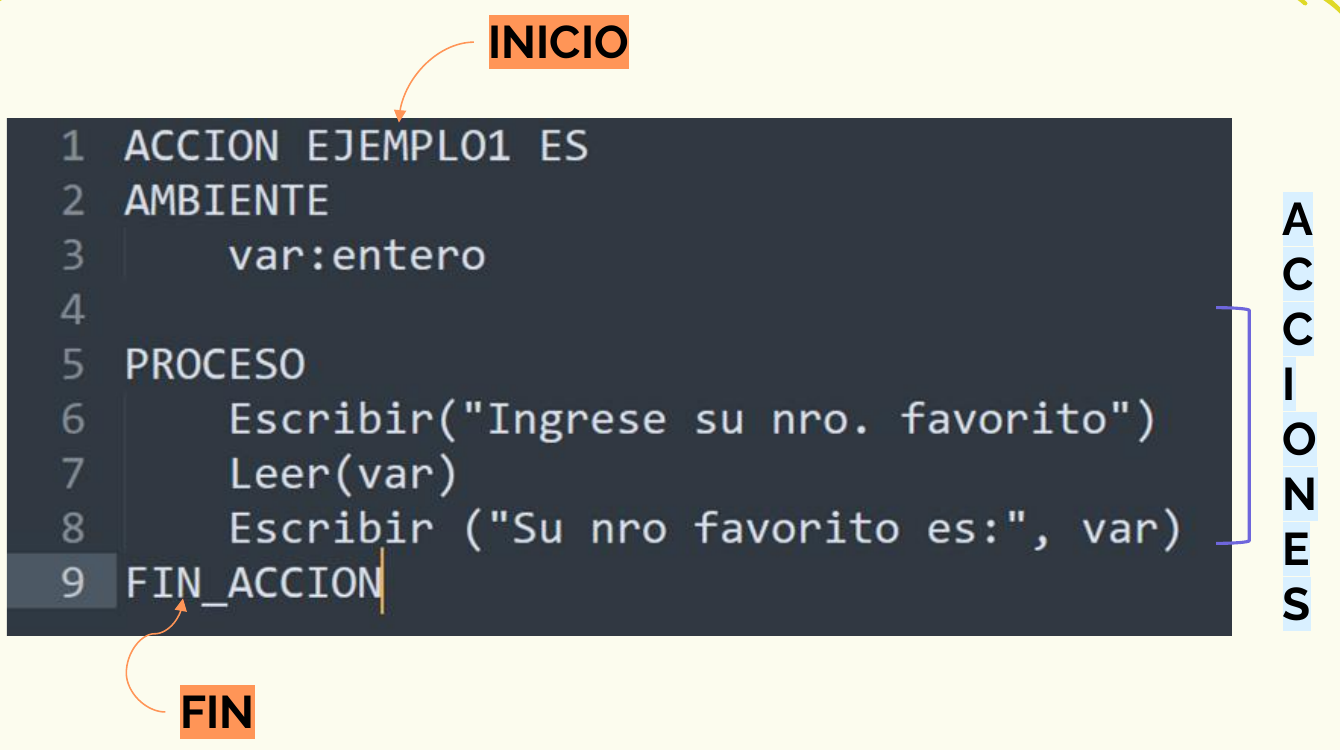 INICIO
1 ACCION EJEMPLO1 ES
2 AMBIENTE
3 var:entero
4
5 PROCESO
6 Escribir("Ingrese su nro. favorito")
7 Leer(var)
8 Escribir ("Su nro favorito es:", var)
9 FIN_ACCION
FIN
A
C
C
I
O
N
E
S